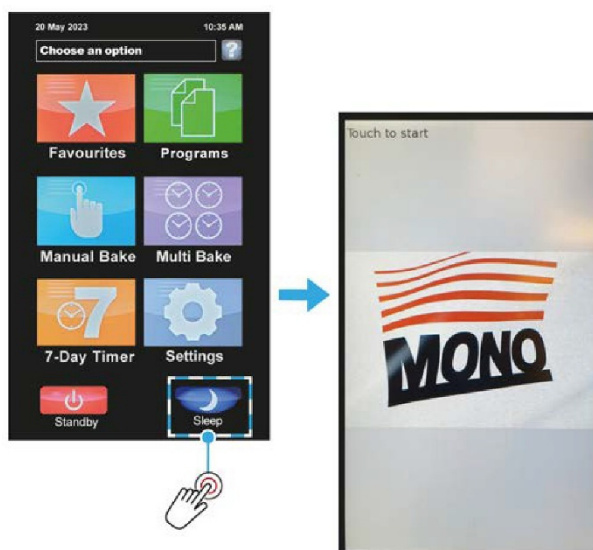 20 May 2023 10:35 AM
Choose an option ?
Favourites Programs
Manual Bake Multi Bake
7
7-Day Timer Settings
Standby Sleep
Touch to start
MONO